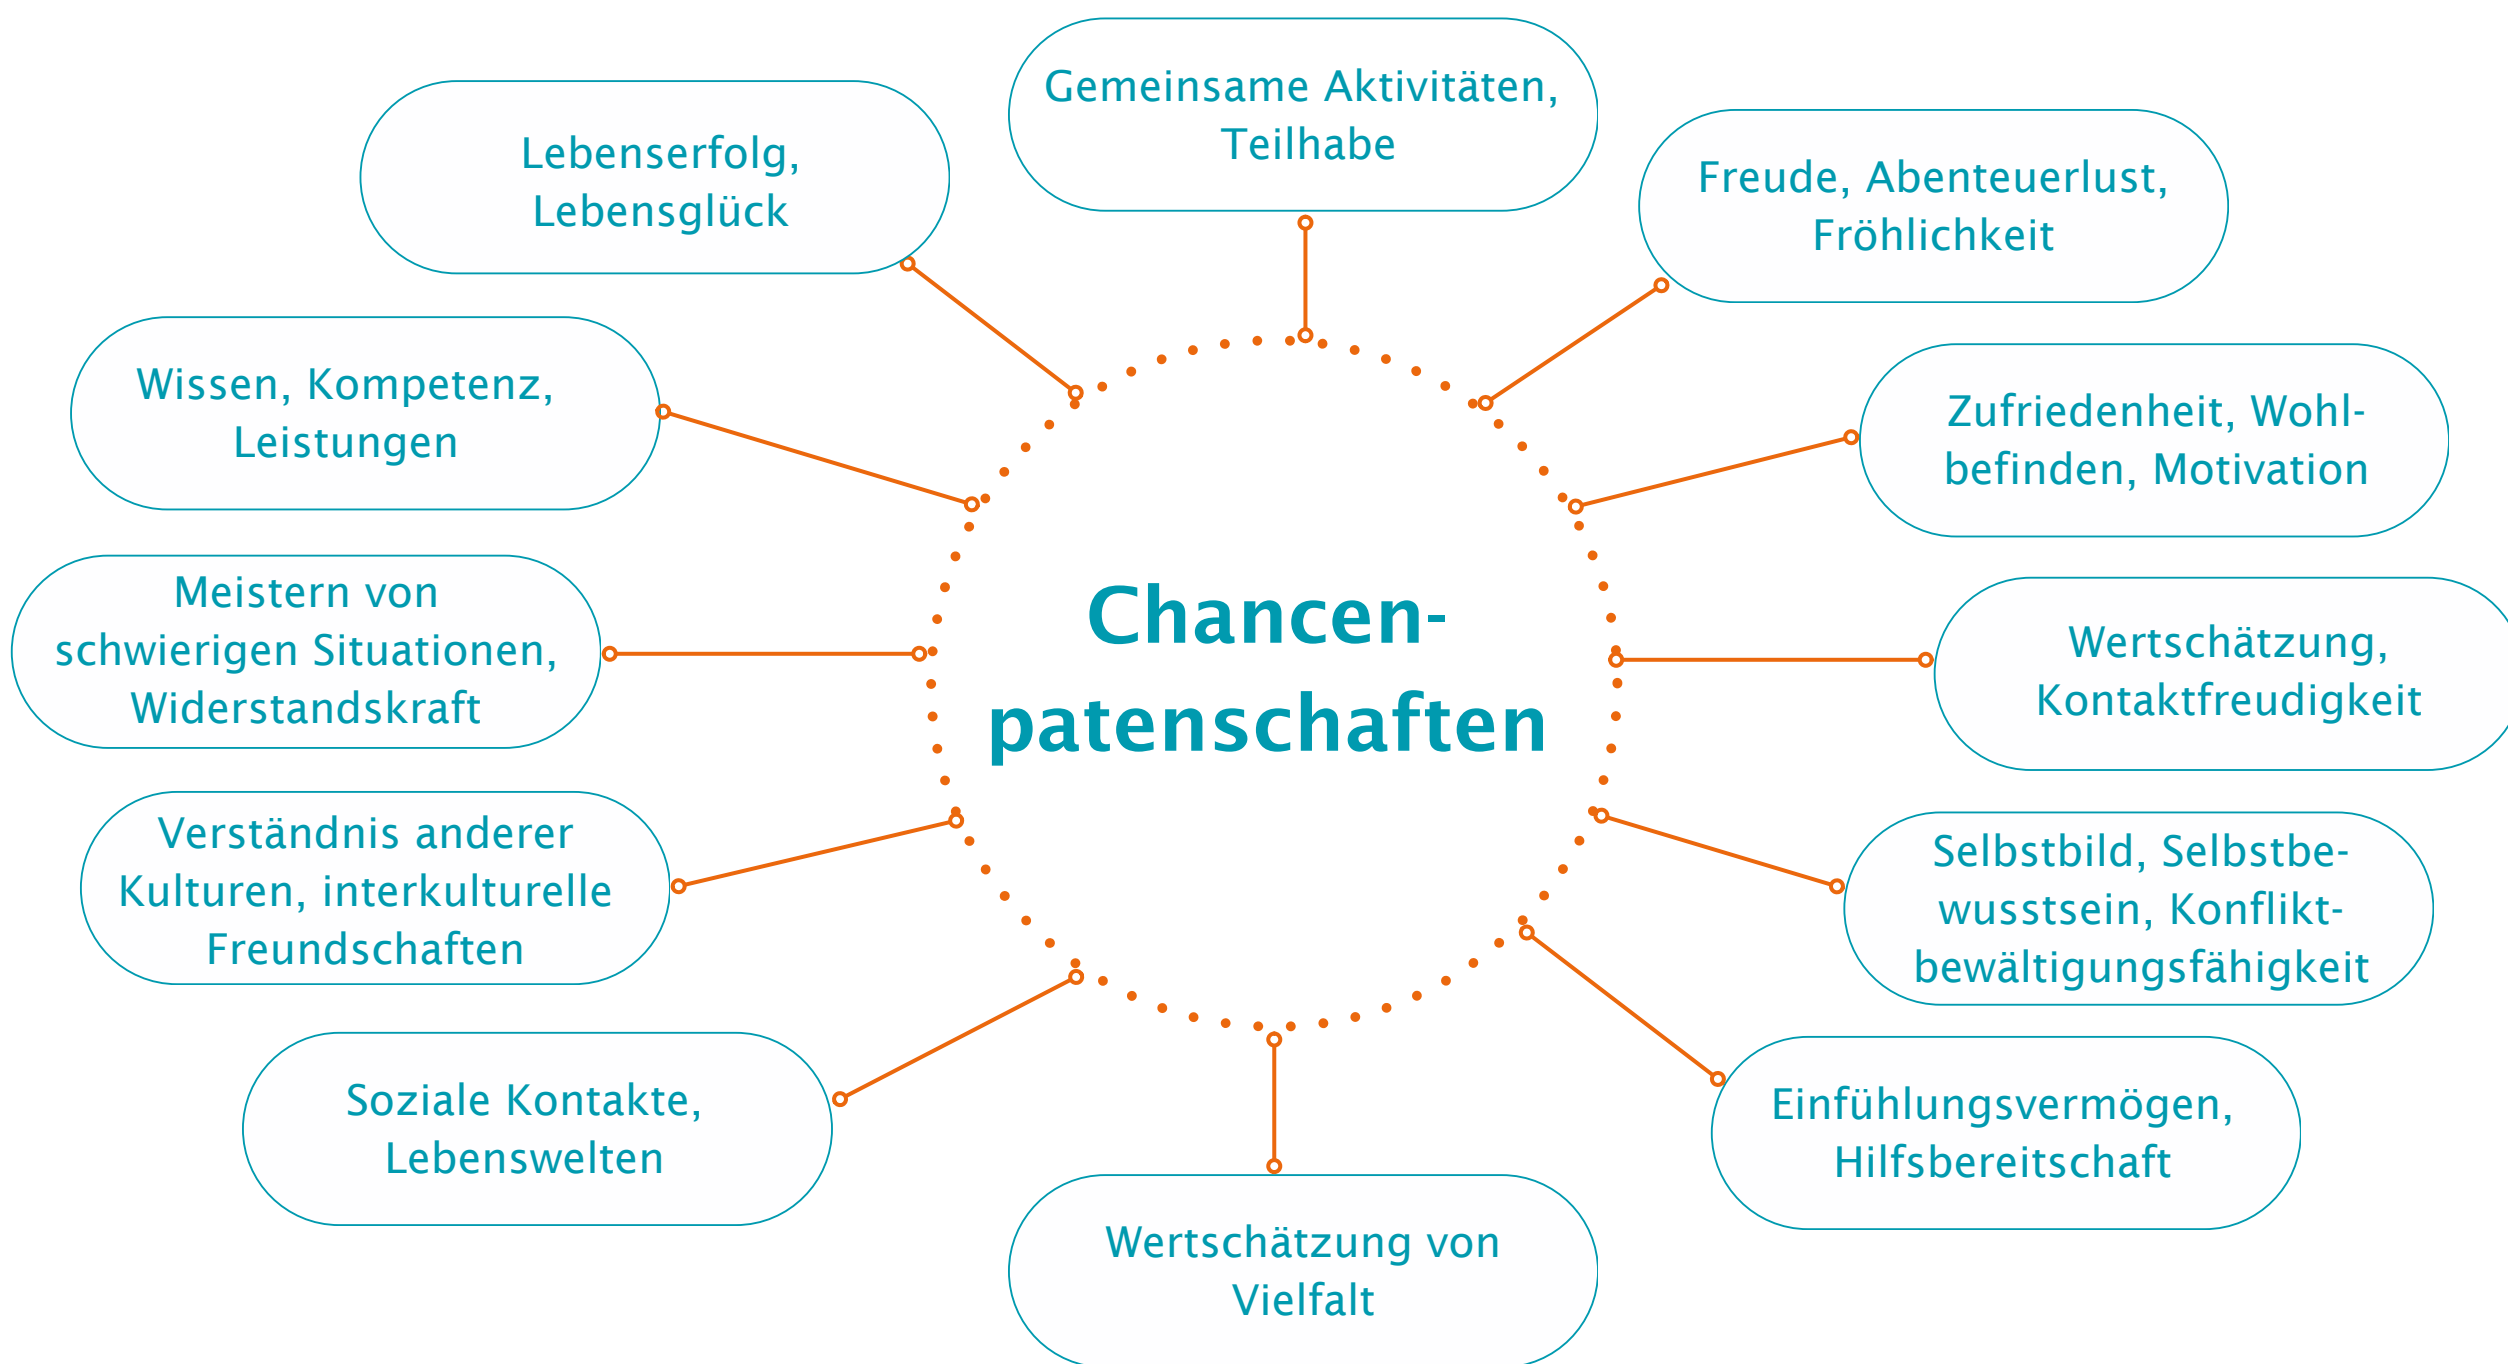 Gemeinsame Aktivitäten,
Teilhabe
Freude, Abenteuerlust,
Fröhlichkeit
Zufriedenheit, Wohl-
befinden, Motivation
Wertschätzung,
Kontaktfreudigkeit
Selbstbild, Selbstbe-
wusstsein, Konflikt-
bewältigungsfähigkeit
Einfühlungsvermögen,
Hilfsbereitschaft
Wertschätzung von
Vielfalt
Soziale Kontakte,
Lebenswelten
Verständnis anderer
Kulturen, interkulturelle
Freundschaften
Meistern von
schwierigen Situationen,
Widerstandskraft
Wissen, Kompetenz,
Leistungen
Lebenserfolg,
Lebensglück
Chancen-
patenschaften